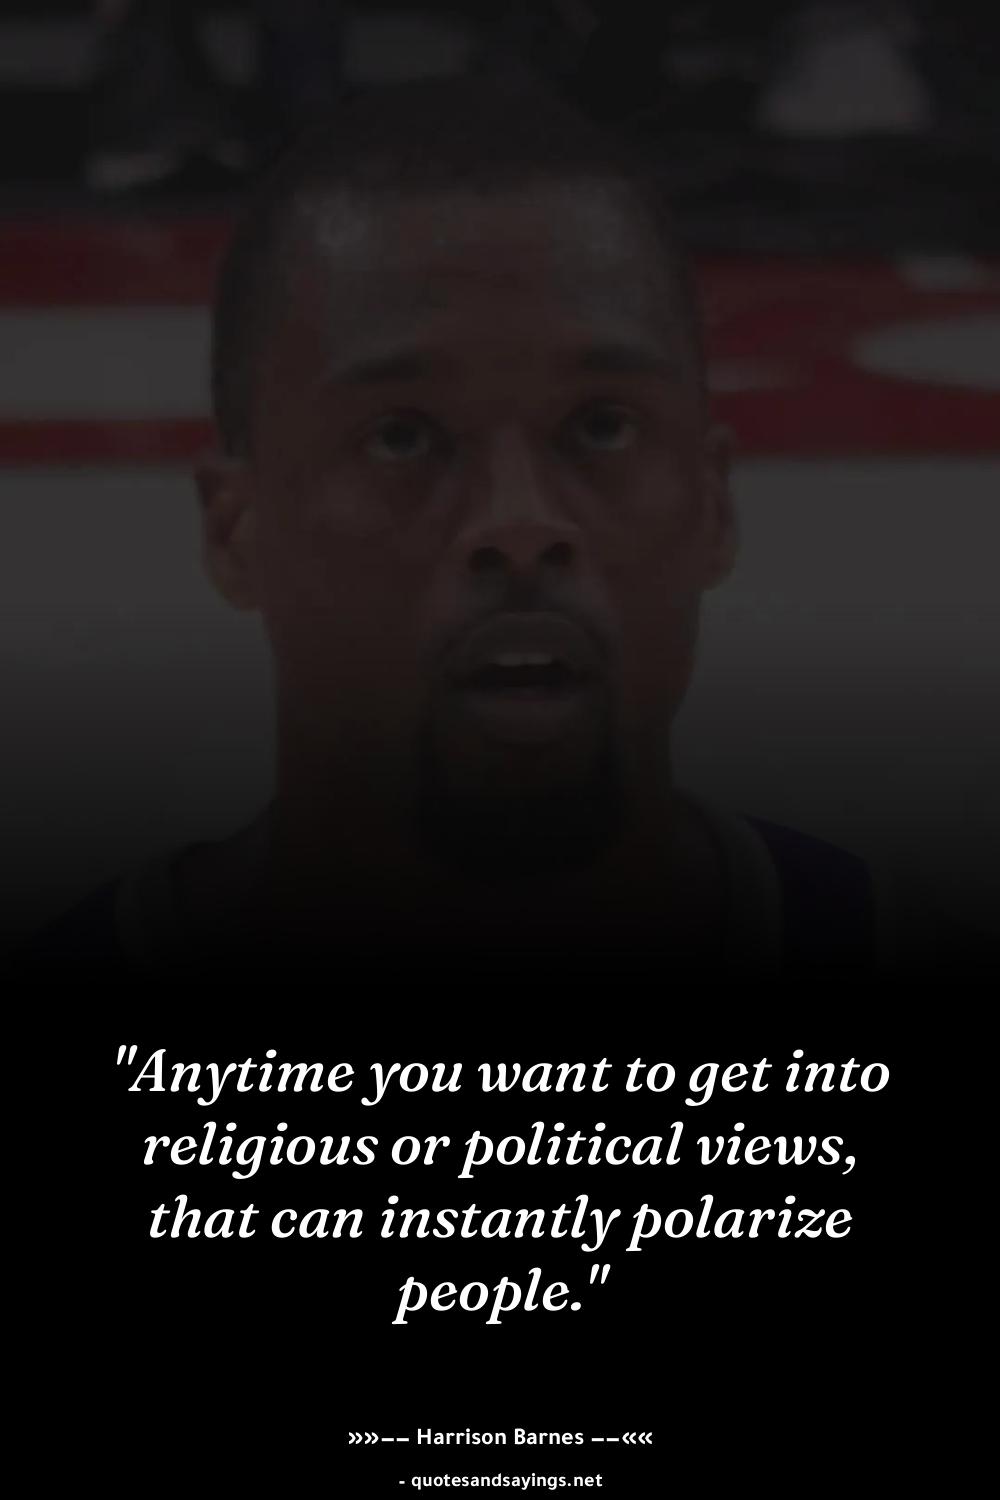 "Anytime you want to get into
religious or political views,
that can instantly polarize
people."
»»–– Harrison Barnes ––««
- quotesandsayings.net